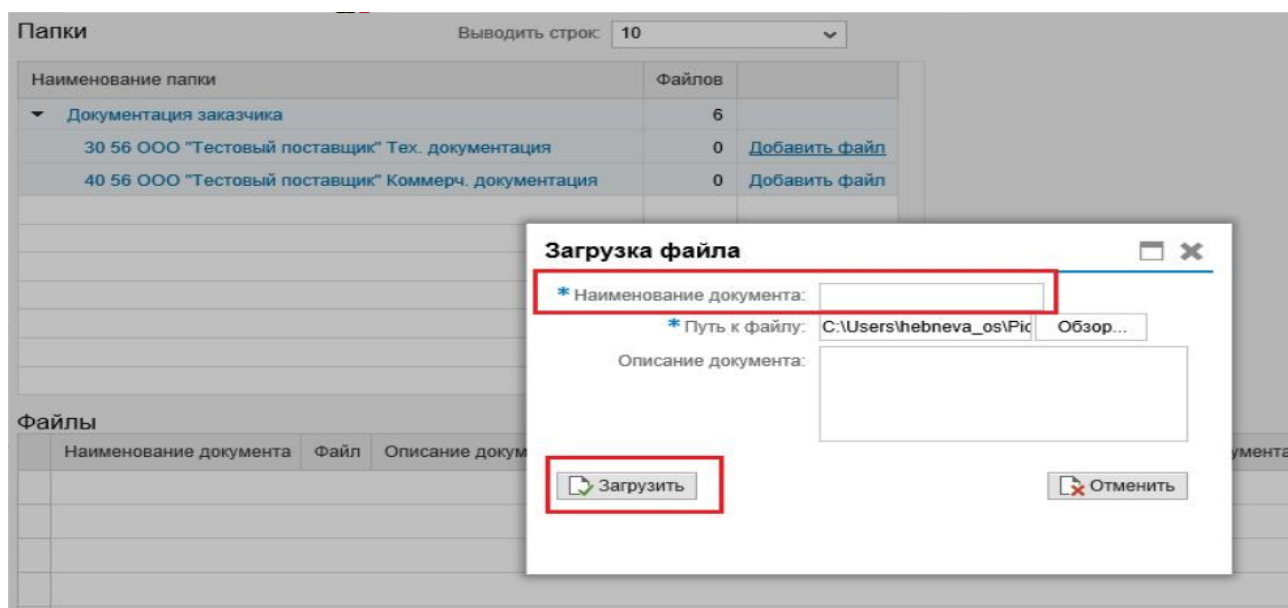 Папки
Выводить строк: 10
Наименование папки Файлов
Документация заказчика 6
30 56 ООО "Тестовый поставщик" Тех. документация 0 Добавить файл
40 56 ООО "Тестовый поставщик" Коммерч. документация 0 Добавить файл
Загрузка файла
* Наименование документа:
* Путь к файлу: C:\Users\hebneva_os\Pic Обзор...
Описание документа:
Файлы
Наименование документа Файл Описание докум умента
Загрузить Отменить